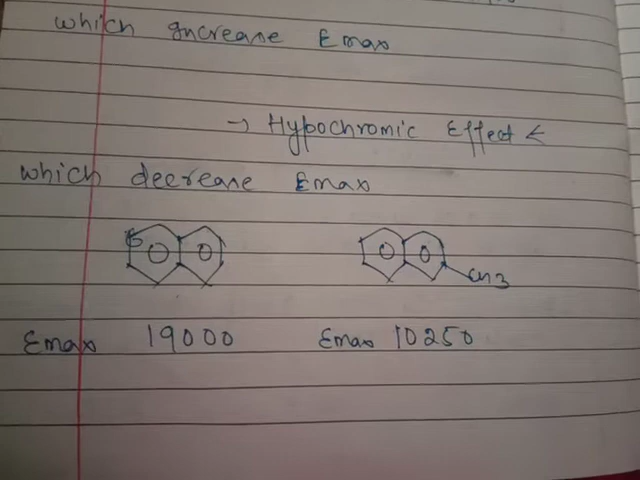 which increase Emax
→ Hypochromic Effect ←
which decrease Emax
CH3
Emax 19000 Emax 10250